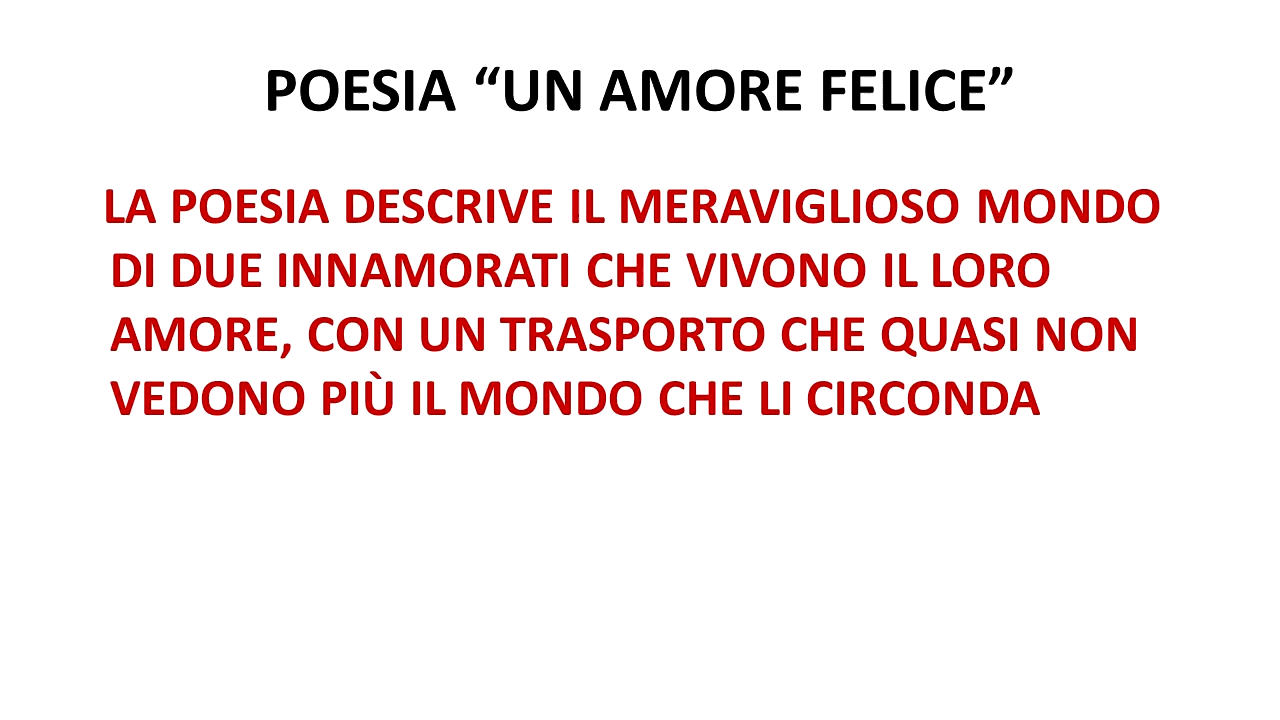 POESIA “UN AMORE FELICE”
LA POESIA DESCRIVE IL MERAVIGLIOSO MONDO
DI DUE INNAMORATI CHE VIVONO IL LORO
AMORE, CON UN TRASPORTO CHE QUASI NON
VEDONO PIÙ IL MONDO CHE LI CIRCONDA